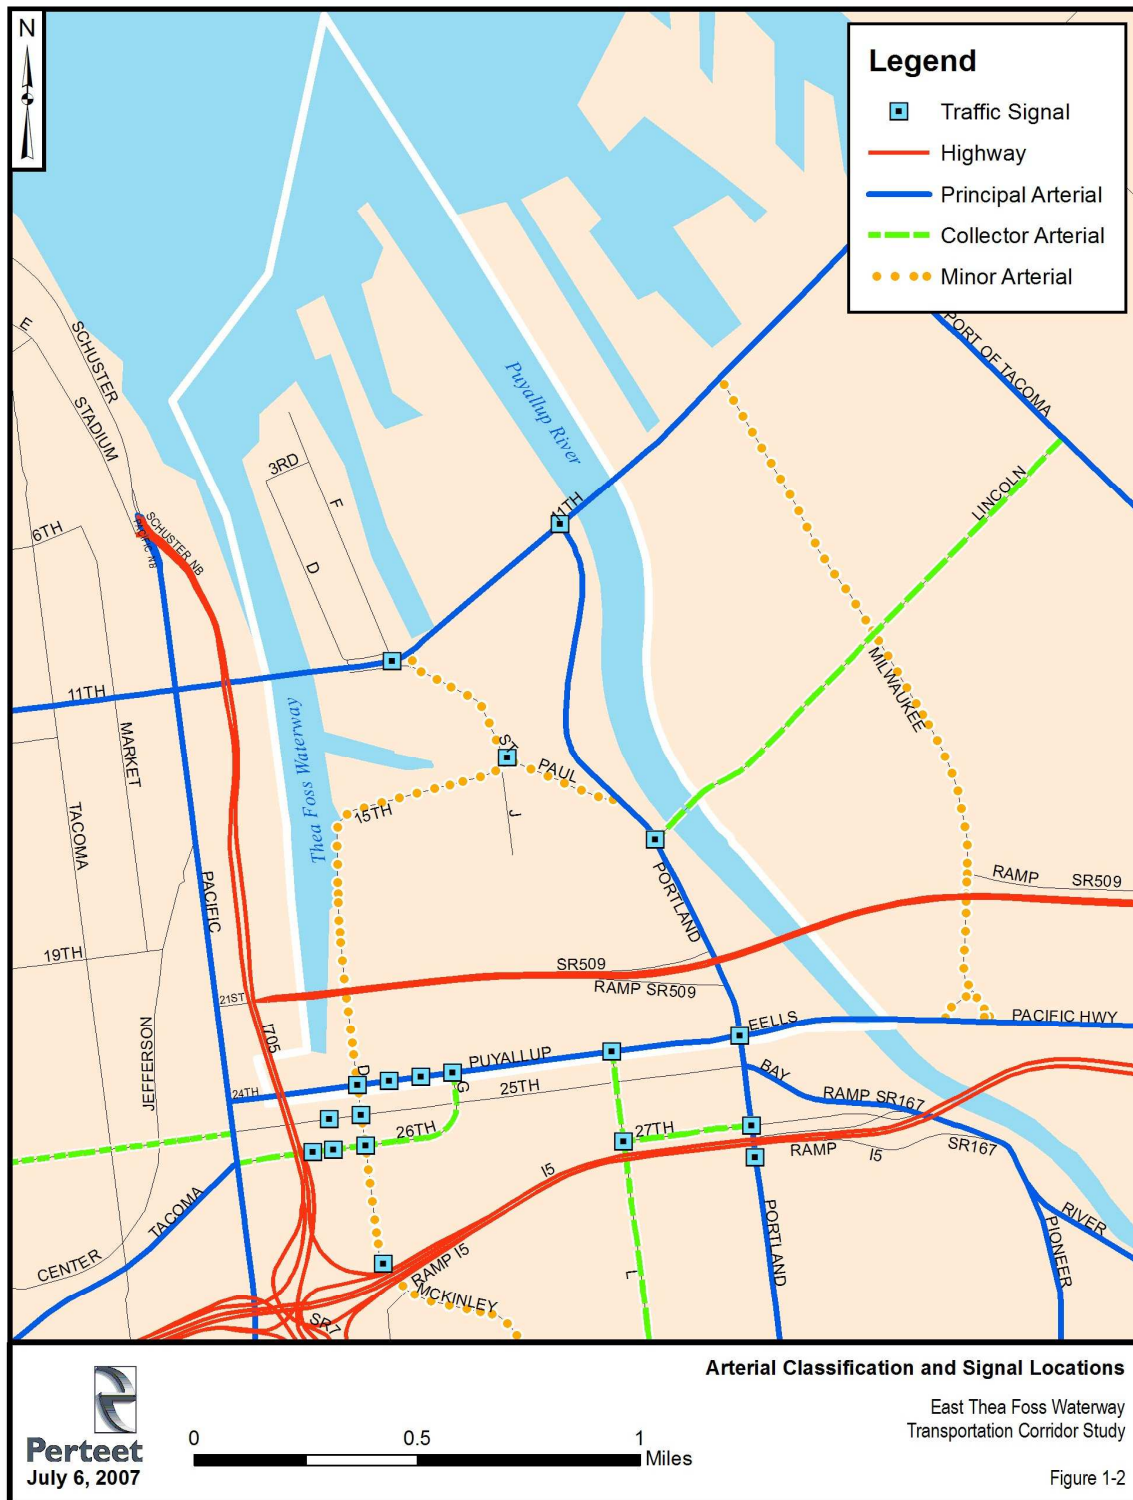 N
Legend
Traffic Signal
Highway
Principal Arterial
Collector Arterial
Minor Arterial
PORT OF TACOMA
E
SCHUSTER
STADIUM
Puyallup River
3RD
F
D
11TH
LINCOLN
6TH
SCHUSTER NB
PACIFIC NB
MILWAUKEE
11TH
MARKET
TACOMA
Thea Foss Waterway
ST
PAUL
15TH
J
PORTLAND
PACIFIC
RAMP SR509
19TH
SR509
RAMP SR509
21ST
I705
JEFFERSON
EELLS
PACIFIC HWY
PUYALLUP
D
G
24TH
25TH
BAY
RAMP SR167
26TH
27TH
RAMP I5
SR167
I5
TACOMA
CENTER
RAMP I5
MCKINLEY
SR7
L
PORTLAND
PIONEER
RIVER
Arterial Classification and Signal Locations
East Thea Foss Waterway
Transportation Corridor Study
Figure 1-2
Perteet
July 6, 2007
0 0.5 1
Miles